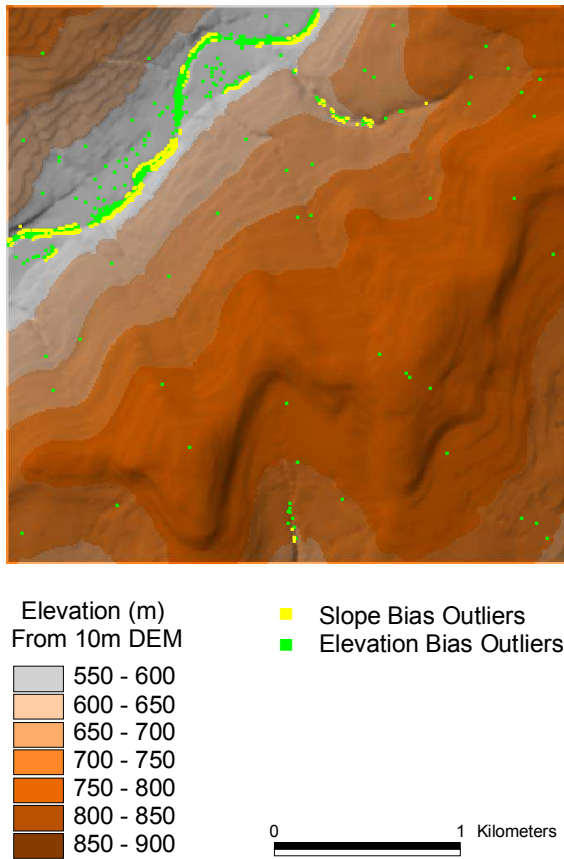 Elevation (m)
From 10m DEM
550 - 600
600 - 650
650 - 700
700 - 750
750 - 800
800 - 850
850 - 900
Slope Bias Outliers
Elevation Bias Outliers
0 1 Kilometers